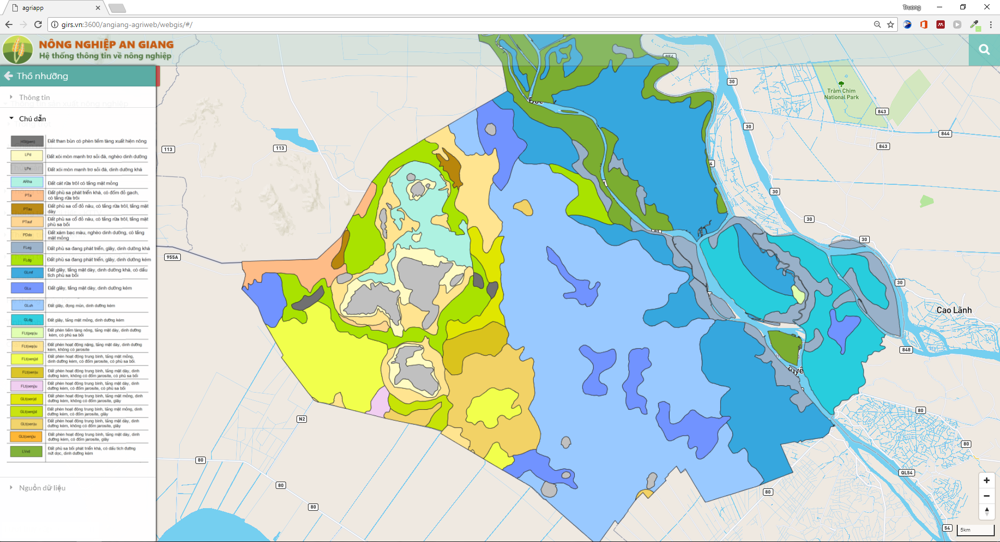 agriapp
Truong
girs.vn:3600/angiang-agriweb/webgis/#/
NÔNG NGHIỆP AN GIANG
Hệ thống thông tin về nông nghiệp
Thổ nhưỡng
Thông tin
Thông tin sản xuất nông nghiệp
Chú dẫn
HSt(pen) Đất than bùn có phèn tiềm tàng xuất hiện nông
LPd Đất xói mòn mạnh trơ sỏi đá, nghèo dinh dưỡng
LPe Đất xói mòn mạnh trơ sỏi đá, dinh dưỡng khá
ARha Đất cát rữa trôi có tầng mặt mỏng
PTa Đất phù sa phát triển khá, có đốm đỏ gạch,
có tầng rữa trôi
PTau Đất phù sa cổ đỏ nâu, có tầng rữa trôi, tầng mặt
dày
PTauf Đất phù sa cổ đỏ nâu, có tầng rữa trôi, tầng mặt
phù sa bồi
PDdo Đất xám bạc màu, nghèo dinh dưỡng, có tầng
mặt mỏng
FLeg Đất phù sa đang phát triển, glây, dinh dưỡng khá
FLdg Đất phù sa đang phát triển, glây, dinh dưỡng kém
GLmf Đất glây, tầng mặt dày, dinh dưỡng khá, có dấu
tích phù sa bồi
GLu Đất glây, tầng mặt dày, dinh dưỡng kém
GLuh Đất glây, đọng mùn, dinh dưỡng kém
GLdg Đất glây, tầng mặt mỏng, dinh dưỡng kém
FLt(pep)u Đất phèn tiềm tàng nông, tầng mặt dày, dinh dưỡng
kém, có phù sa bồi
FLt(oep)u Đất phèn hoạt động nặng, tầng mặt dày, dinh dưỡng
kém, không có jarosite
FLt(oenj)d Đất phèn hoạt động trung bình, tầng mặt mỏng,
dinh dưỡng kém, có đốm jarosite, có phù sa bồi.
FLt(oen)u Đất phèn hoạt động trung bình, tầng mặt dày, dinh
dưỡng kém, không có đốm jarosite, có phù sa bồi
FLt(oenj)u Đất phèn hoạt động trung bình, tầng mặt dày, dinh
dưỡng kém, có đốm jarosite, có phù sa bồi
GLt(oen)d Đất phèn hoạt động trung bình, tầng mặt mỏng, dinh
dưỡng kém, không có đốm jarosite, glây
GLt(oenj)d Đất phèn hoạt động trung bình, tầng mặt mỏng, dinh
dưỡng kém, có đốm jarosite, glây
GLt(oen)u Đất phèn hoạt động trung bình, tầng mặt dày, dinh
dưỡng kém, không có đốm jarosite, glây
GLt(oenj)u Đất phèn hoạt động trung bình, tầng mặt dày, dinh
dưỡng kém, có đốm jarosite, glây
LVvd Đất phù sa bồi phát triển khá, có dấu tích đường
nứt dọc, dinh dưỡng kém
Nguồn dữ liệu
30
Tràm Chim
National Park
843
30
844
843
113
113
30
30
955A
30
30
Cao Lãnh
848
N2
80
80
80
QL54
80
80
80
54
5km